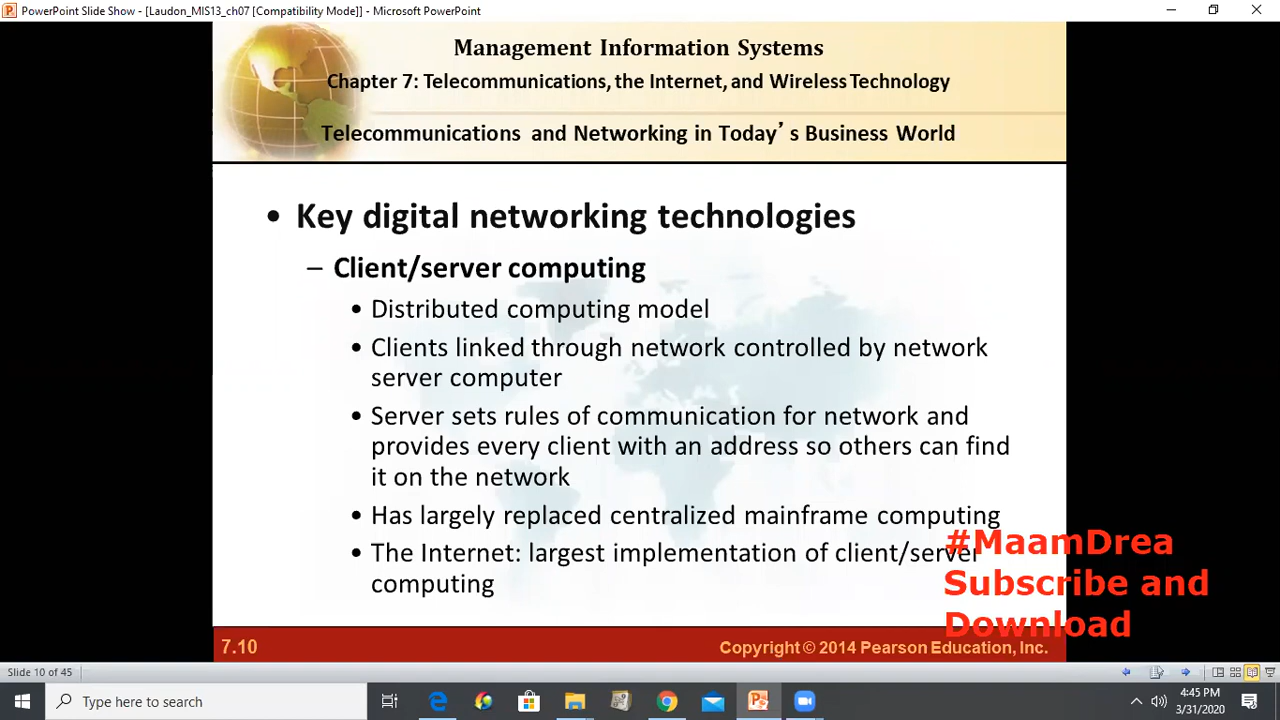 PowerPoint Slide Show - [Laudon_MIS13_ch07 [Compatibility Mode]] - Microsoft PowerPoint
Management Information Systems
Chapter 7: Telecommunications, the Internet, and Wireless Technology
Telecommunications and Networking in Today’s Business World
• Key digital networking technologies
– Client/server computing
• Distributed computing model
• Clients linked through network controlled by network
server computer
• Server sets rules of communication for network and
provides every client with an address so others can find
it on the network
• Has largely replaced centralized mainframe computing
• The Internet: largest implementation of client/server
computing
#MaamDrea
Subscribe and
Download
7.10
Copyright © 2014 Pearson Education, Inc.
Slide 10 of 45
Type here to search
4:45 PM
3/31/2020